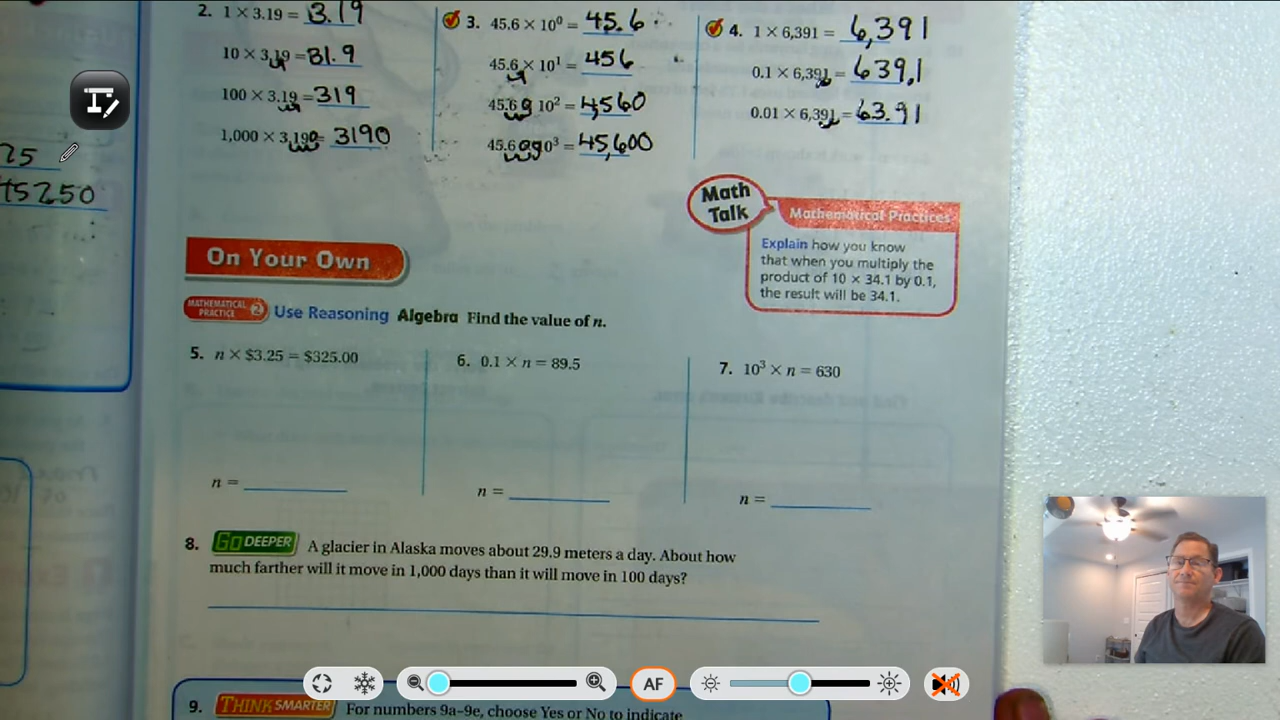 2. 1 × 3.19 = 3.19
10 × 3.19 = 31.9
100 × 3.19 = 319
1,000 × 3.190 = 3190
3. 45.6 × 10⁰ = 45.6
45.6 × 10¹ = 456
45.60 10² = 4,560
45.600 0³ = 45,600
4. 1 × 6,391 = 6,391
0.1 × 6,391 = 639.1
0.01 × 6,391 = 63.91
25
45250
Math
Talk
Mathematical Practices
Explain how you know
that when you multiply the
product of 10 × 34.1 by 0.1,
the result will be 34.1.
On Your Own
MATHEMATICAL
PRACTICE 2 Use Reasoning Algebra Find the value of n.
5. n × $3.25 = $325.00
n =
6. 0.1 × n = 89.5
n =
7. 10³ × n = 630
n =
8. GO DEEPER A glacier in Alaska moves about 29.9 meters a day. About how
much farther will it move in 1,000 days than it will move in 100 days?
9. THINK SMARTER For numbers 9a–9e, choose Yes or No to indicate
AF